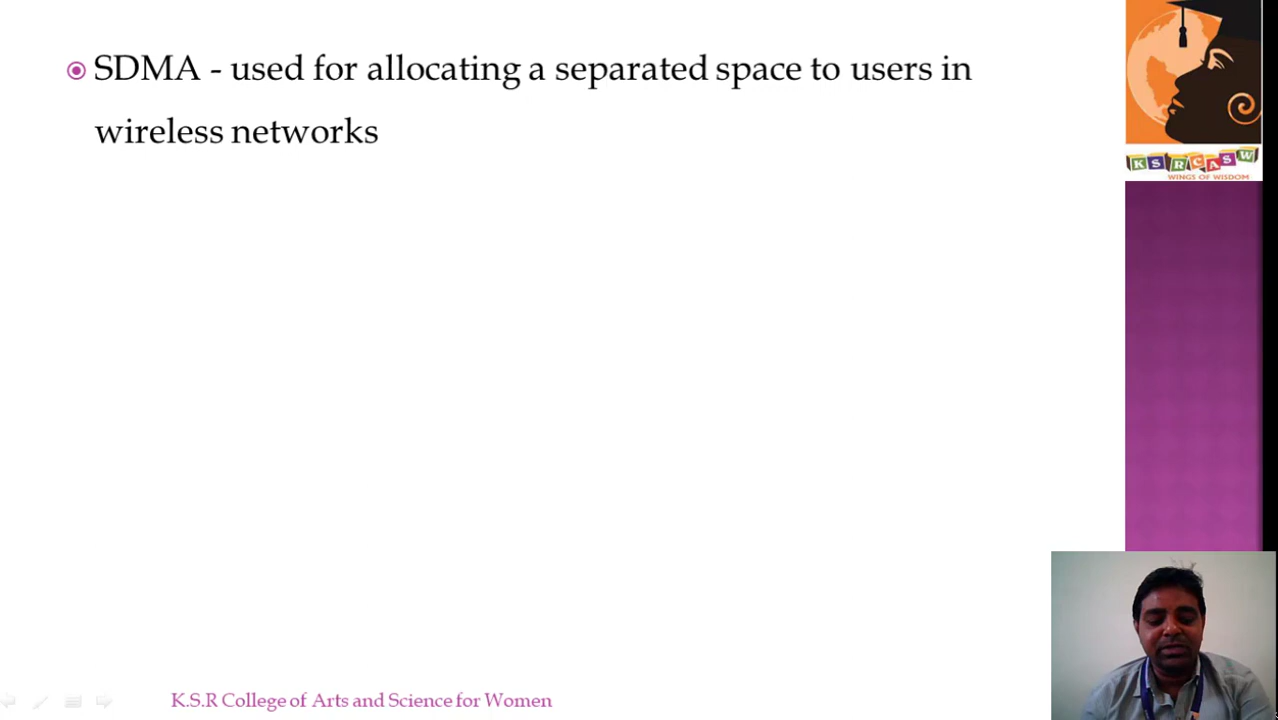 SDMA - used for allocating a separated space to users in
wireless networks
KSRCASW
WINGS OF WISDOM
K.S.R College of Arts and Science for Women